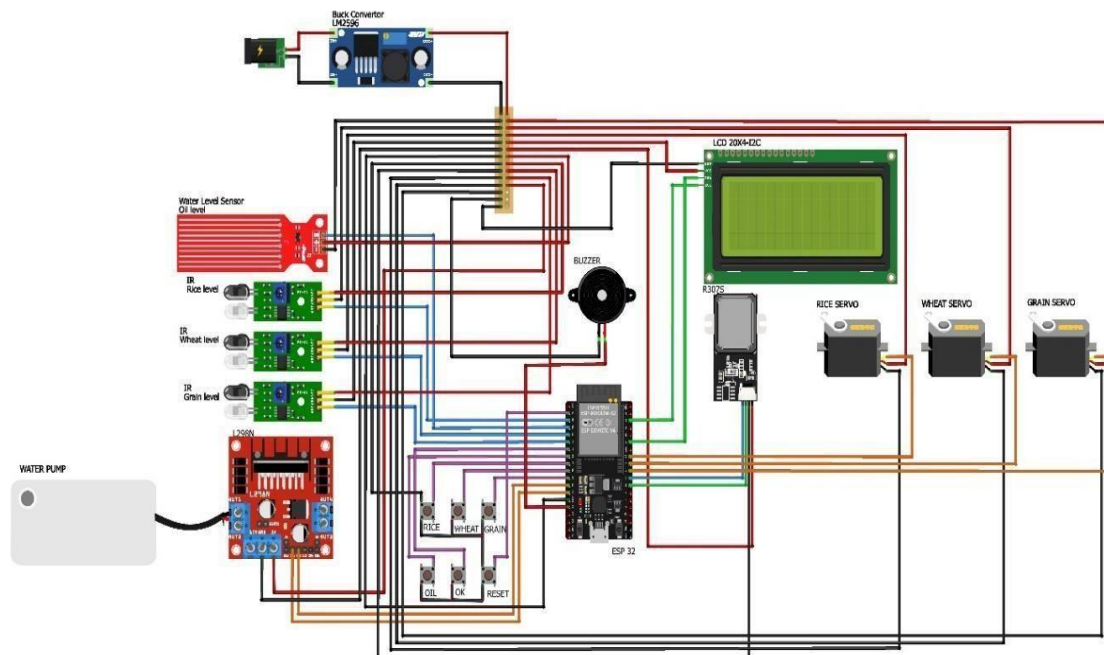 Buck Convertor
LM2596
LCD 20X4-I2C
Water Level Sensor
Oil level
BUZZER
R307S
IR
Rice level
RICE SERVO
WHEAT SERVO
GRAIN SERVO
IR
Wheat level
IR
Grain level
L298N
WATER PUMP
RICE
WHEAT
GRAIN
ESP 32
OIL
OK
RESET